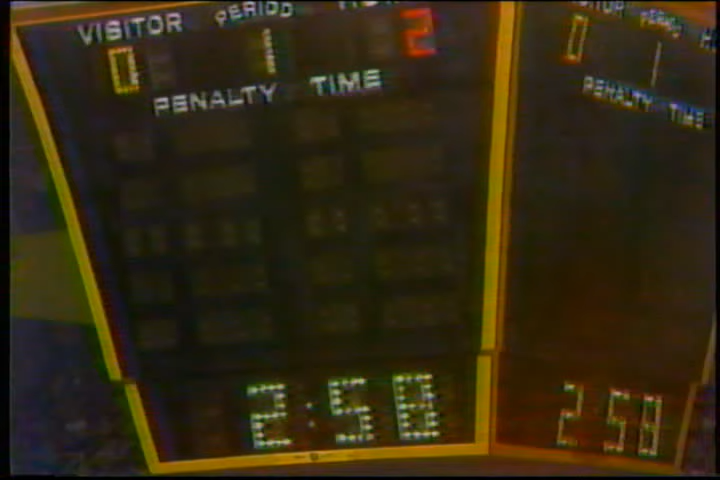 VISITOR PERIOD
0 1 2
PENALTY TIME
2:58
VISITOR PERIOD H
0 1
PENALTY TIME
2 58